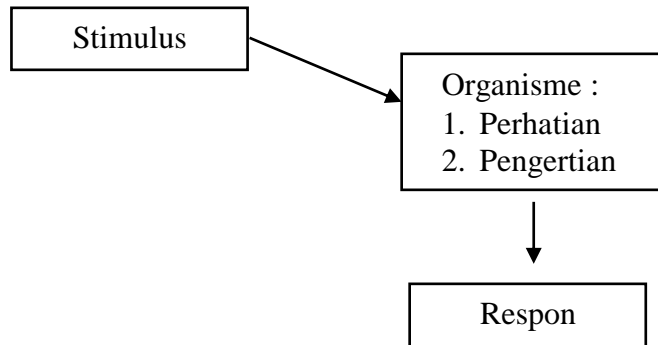 Stimulus
Organisme :
1. Perhatian
2. Pengertian
Respon